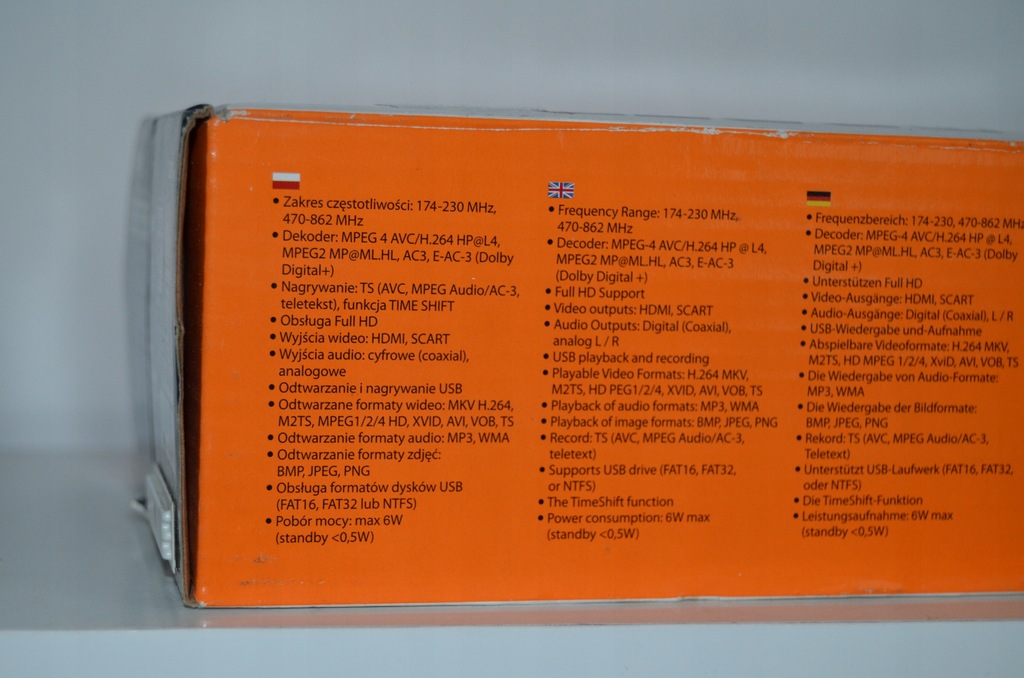 • Zakres częstotliwości: 174-230 MHz,
470-862 MHz
• Dekoder: MPEG 4 AVC/H.264 HP@L4,
MPEG2 MP@ML.HL, AC3, E-AC-3 (Dolby
Digital+)
• Nagrywanie: TS (AVC, MPEG Audio/AC-3,
teletekst), funkcja TIME SHIFT
• Obsługa Full HD
• Wyjścia wideo: HDMI, SCART
• Wyjścia audio: cyfrowe (coaxial),
analogowe
• Odtwarzanie i nagrywanie USB
• Odtwarzane formaty wideo: MKV H.264,
M2TS, MPEG1/2/4 HD, XVID, AVI, VOB, TS
• Odtwarzanie formaty audio: MP3, WMA
• Odtwarzanie formaty zdjęć:
BMP, JPEG, PNG
• Obsługa formatów dysków USB
(FAT16, FAT32 lub NTFS)
• Pobór mocy: max 6W
(standby <0,5W)
• Frequency Range: 174-230 MHz,
470-862 MHz
• Decoder: MPEG-4 AVC/H.264 HP @ L4,
MPEG2 MP@ML.HL, AC3, E-AC-3
(Dolby Digital +)
• Full HD Support
• Video outputs: HDMI, SCART
• Audio Outputs: Digital (Coaxial),
analog L / R
• USB playback and recording
• Playable Video Formats: H.264 MKV,
M2TS, HD PEG1/2/4, XVID, AVI, VOB, TS
• Playback of audio formats: MP3, WMA
• Playback of image formats: BMP, JPEG, PNG
• Record: TS (AVC, MPEG Audio/AC-3,
teletext)
• Supports USB drive (FAT16, FAT32,
or NTFS)
• The TimeShift function
• Power consumption: 6W max
(standby <0,5W)
• Frequenzbereich: 174-230, 470-862 MHz
• Decoder: MPEG-4 AVC/H.264 HP @ L4,
MPEG2 MP@ML.HL, AC3, E-AC-3 (Dolby
Digital +)
• Unterstützen Full HD
• Video-Ausgänge: HDMI, SCART
• Audio-Ausgänge: Digital (Coaxial), L / R
• USB-Wiedergabe und-Aufnahme
• Abspielbare Videoformate: H.264 MKV,
M2TS, HD MPEG 1/2/4, XviD, AVI, VOB, TS
• Die Wiedergabe von Audio-Formate:
MP3, WMA
• Die Wiedergabe der Bildformate:
BMP, JPEG, PNG
• Rekord: TS (AVC, MPEG Audio/AC-3,
Teletext)
• Unterstützt USB-Laufwerk (FAT16, FAT32,
oder NTFS)
• Die TimeShift-Funktion
• Leistungsaufnahme: 6W max
(standby <0,5W)